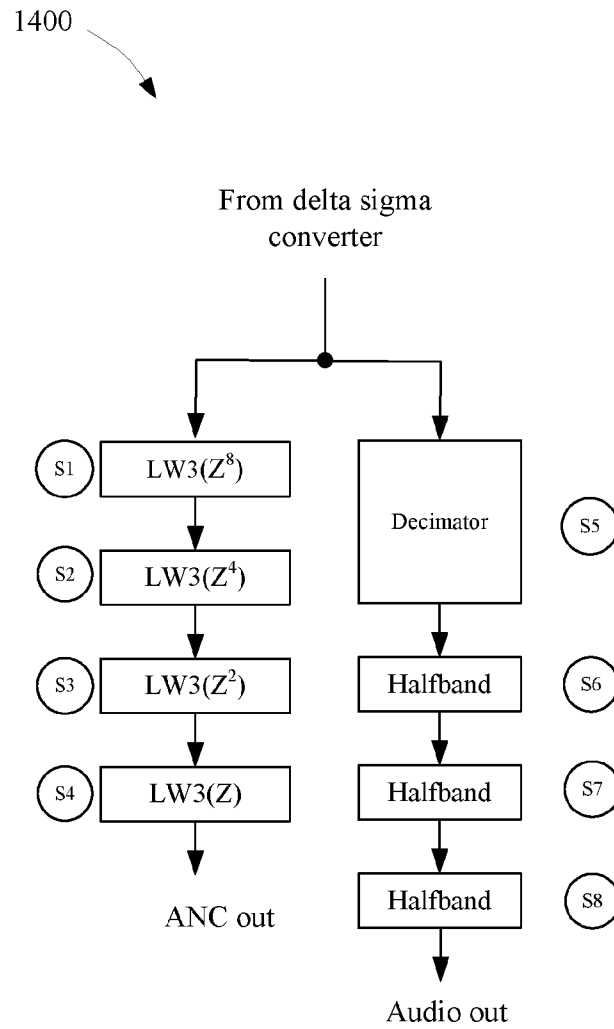 1400
From delta sigma
converter
S1
LW3(Z⁸)
S2
LW3(Z⁴)
S3
LW3(Z²)
S4
LW3(Z)
ANC out
Decimator
S5
Halfband
S6
Halfband
S7
Halfband
S8
Audio out